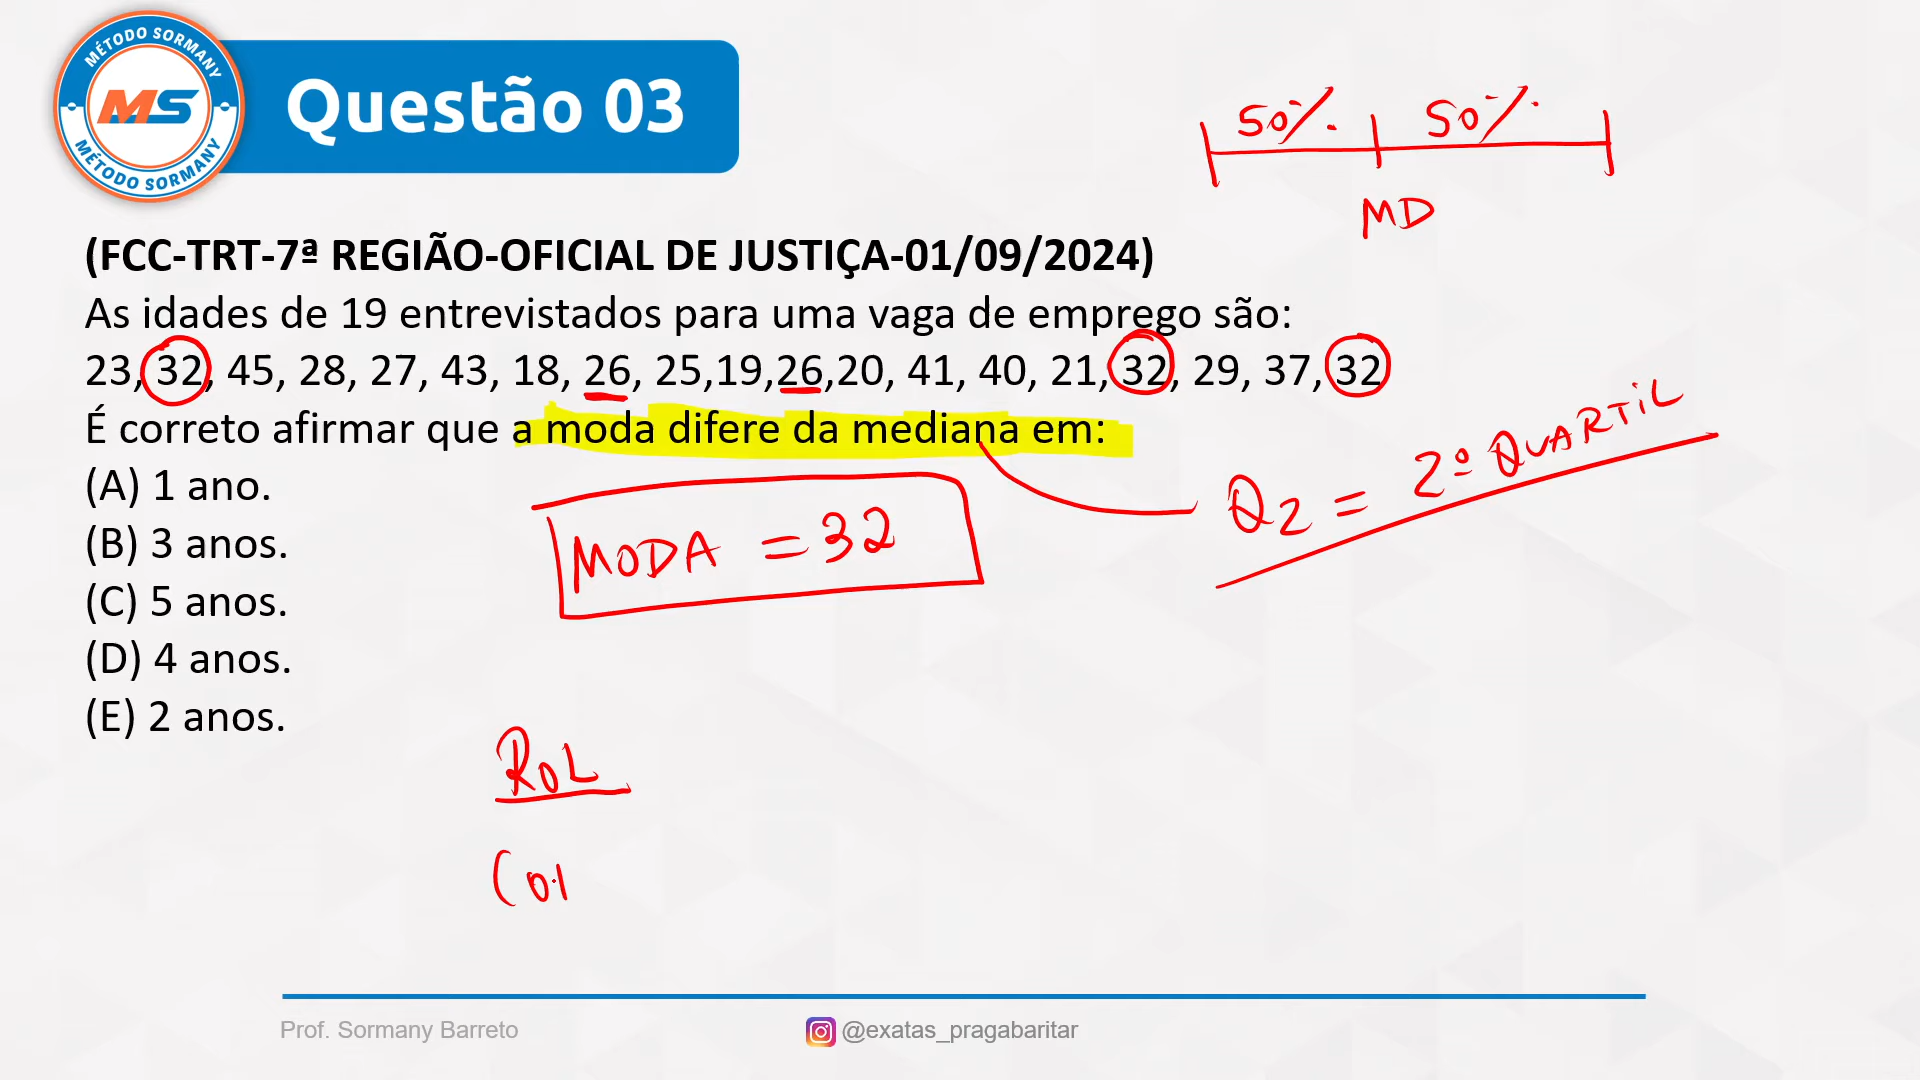 MÉTODO SORMANY
MS
MÉTODO SORMANY
Questão 03
50% 50%
MD
(FCC-TRT-7ª REGIÃO-OFICIAL DE JUSTIÇA-01/09/2024)
As idades de 19 entrevistados para uma vaga de emprego são:
23, 32, 45, 28, 27, 43, 18, 26, 25,19,26,20, 41, 40, 21, 32, 29, 37, 32
É correto afirmar que a moda difere da mediana em:
(A) 1 ano.
(B) 3 anos.
(C) 5 anos.
(D) 4 anos.
(E) 2 anos.
MODA = 32
Q2 = 2º QUARTIL
ROL
Prof. Sormany Barreto
@exatas_pragabaritar